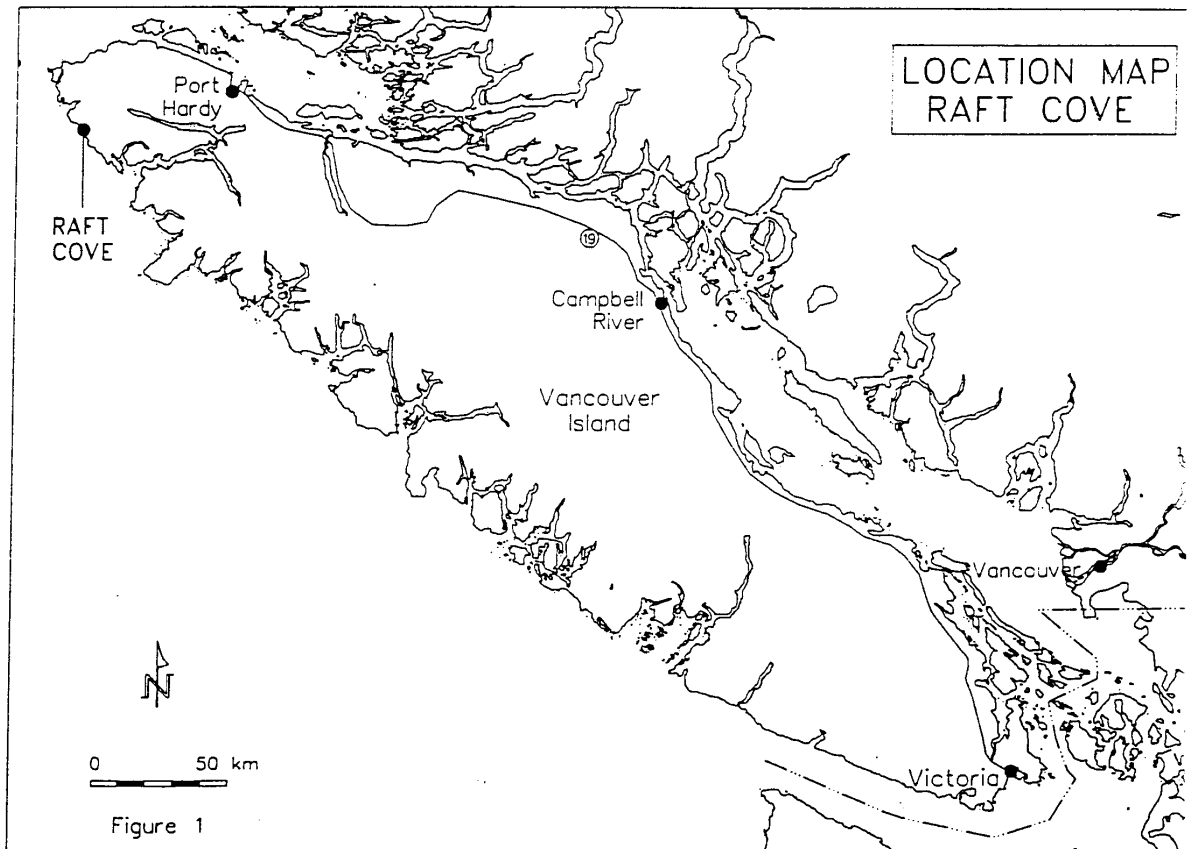 LOCATION MAP
RAFT COVE
Port
Hardy
RAFT
COVE
19
Campbell
River
Vancouver
Island
Vancouver
Victoria
N
0 50 km
Figure 1